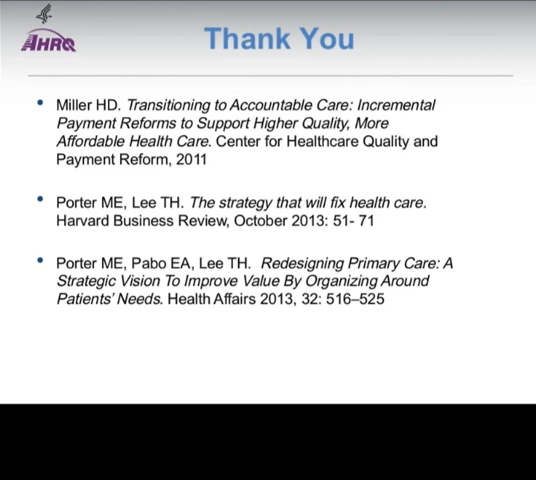 AHRQ
Thank You
• Miller HD. Transitioning to Accountable Care: Incremental
Payment Reforms to Support Higher Quality, More
Affordable Health Care. Center for Healthcare Quality and
Payment Reform, 2011
• Porter ME, Lee TH. The strategy that will fix health care.
Harvard Business Review, October 2013: 51- 71
• Porter ME, Pabo EA, Lee TH. Redesigning Primary Care: A
Strategic Vision To Improve Value By Organizing Around
Patients' Needs. Health Affairs 2013, 32: 516–525